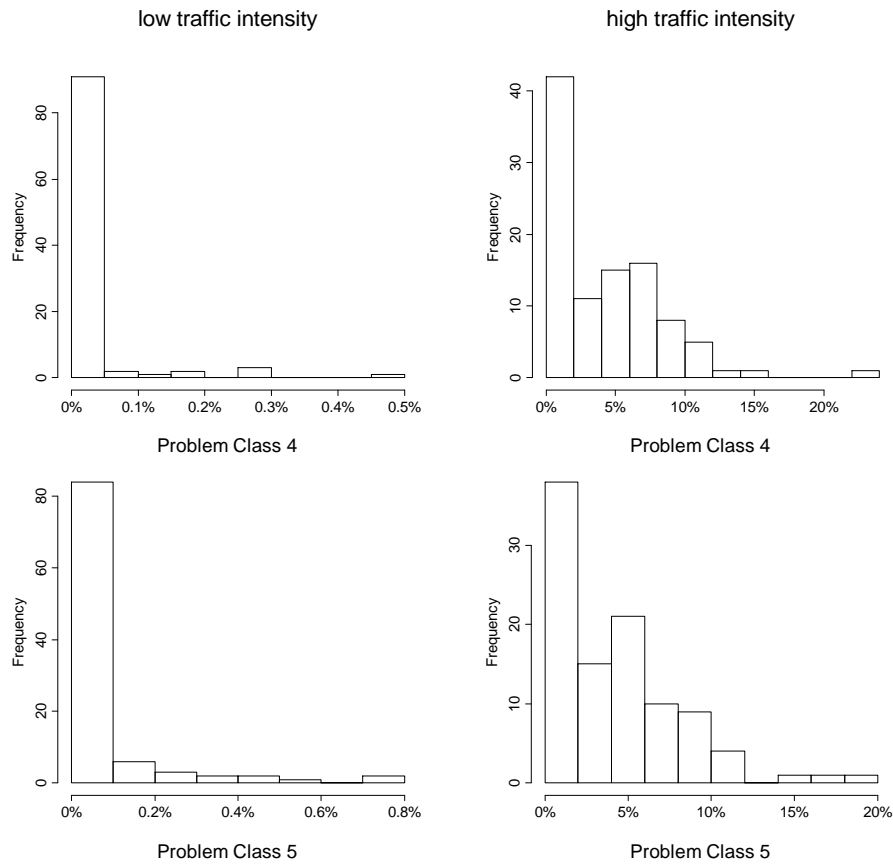 low traffic intensity
high traffic intensity
Frequency
0 20 40 60 80
0% 0.1% 0.2% 0.3% 0.4% 0.5%
Problem Class 4
Frequency
0 10 20 30 40
0% 5% 10% 15% 20%
Problem Class 4
Frequency
0 20 40 60 80
0% 0.2% 0.4% 0.6% 0.8%
Problem Class 5
Frequency
0 10 20 30
0% 5% 10% 15% 20%
Problem Class 5